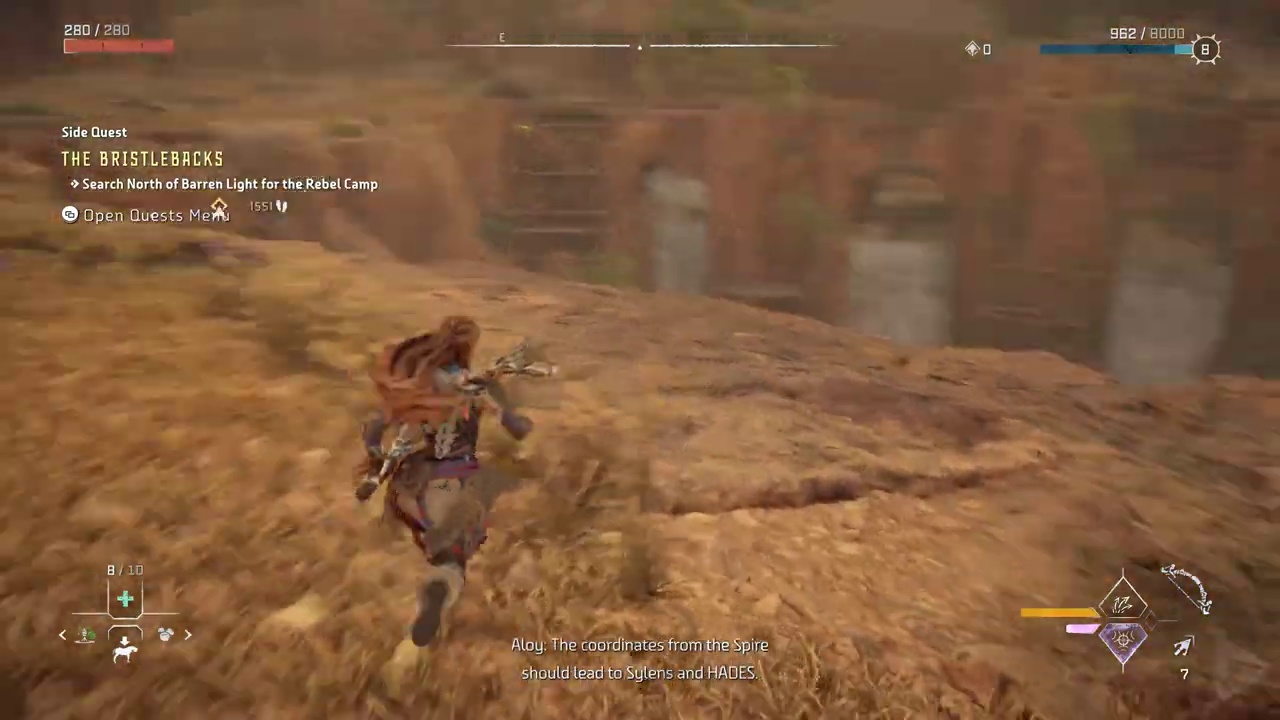 280 / 280
E
0
962 / 8000
8
Side Quest
THE BRISTLEBACKS
Search North of Barren Light for the Rebel Camp
1551
Open Quests Menu
8 / 10
Aloy: The coordinates from the Spire
should lead to Sylens and HADES.
7